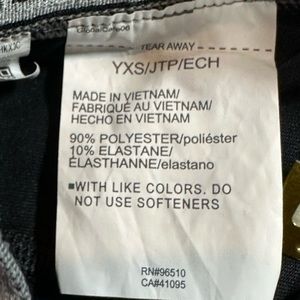 TEAR AWAY
YXS/JTP/ECH
MADE IN VIETNAM/
FABRIQUÉ AU VIETNAM/
HECHO EN VIETNAM
90% POLYESTER/poliéster
10% ELASTANE/
ÉLASTHANNE/elastano
■WITH LIKE COLORS. DO
NOT USE SOFTENERS
RN#96510
CA#41095